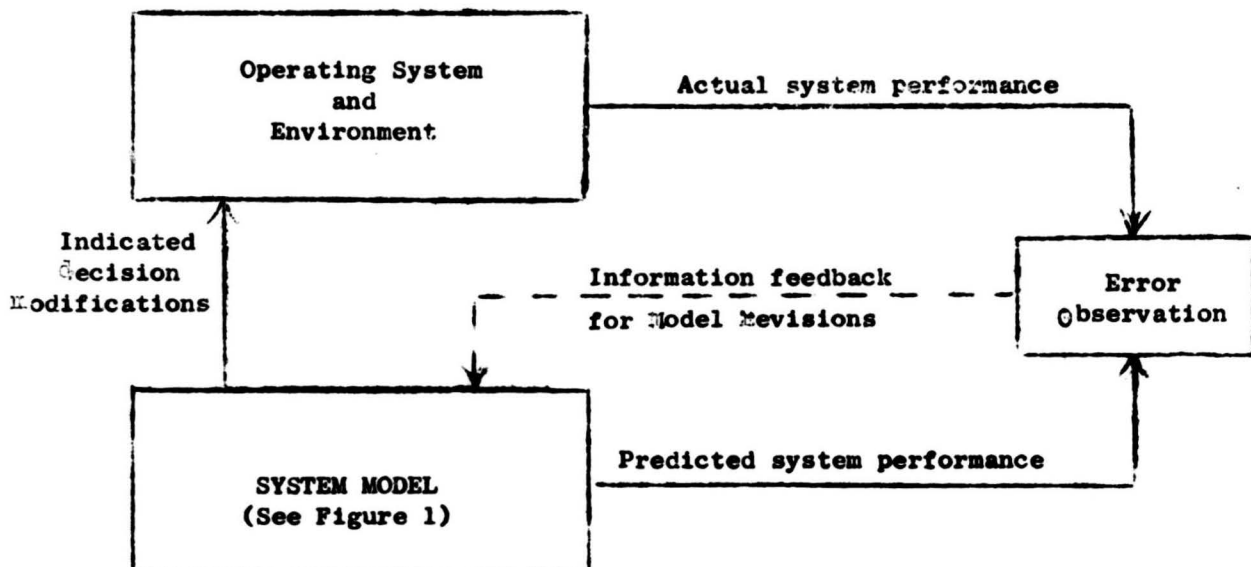 Operating System
and
Environment
Actual system performance
Indicated
decision
modifications
Information feedback
for Model Revisions
Error
Observation
SYSTEM MODEL
(See Figure 1)
Predicted system performance